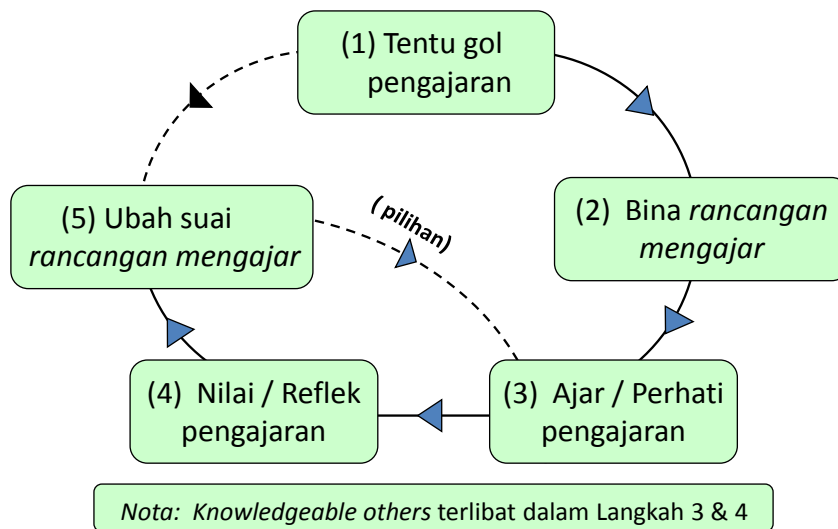 (1) Tentu gol
pengajaran
(2) Bina rancangan
mengajar
(3) Ajar / Perhati
pengajaran
(4) Nilai / Reflek
pengajaran
(5) Ubah suai
rancangan mengajar
( pilihan)
Nota: Knowledgeable others terlibat dalam Langkah 3 & 4